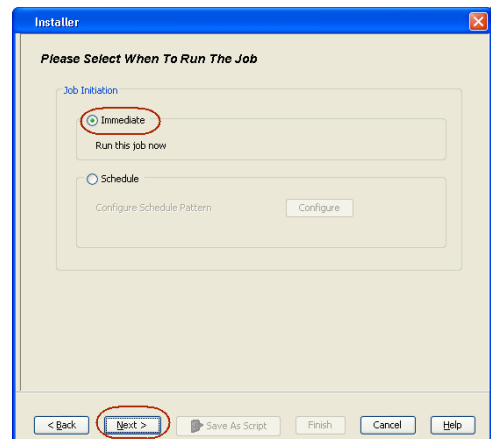 Installer
Please Select When To Run The Job
Job Initiation
Immediate
Run this job now
Schedule
Configure Schedule Pattern Configure
< Back Next > Save As Script Finish Cancel Help